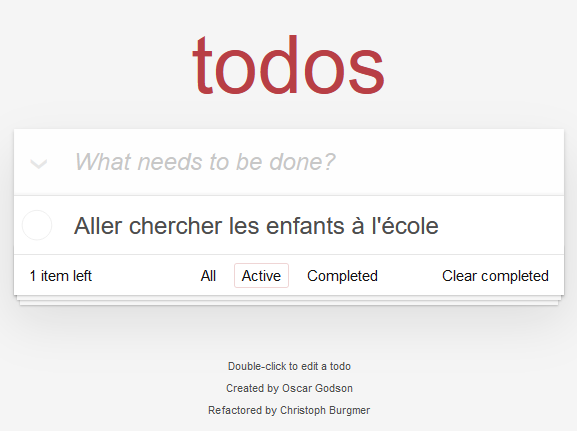 todos
What needs to be done?
Aller chercher les enfants à l'école
1 item left All Active Completed Clear completed
Double-click to edit a todo
Created by Oscar Godson
Refactored by Christoph Burgmer